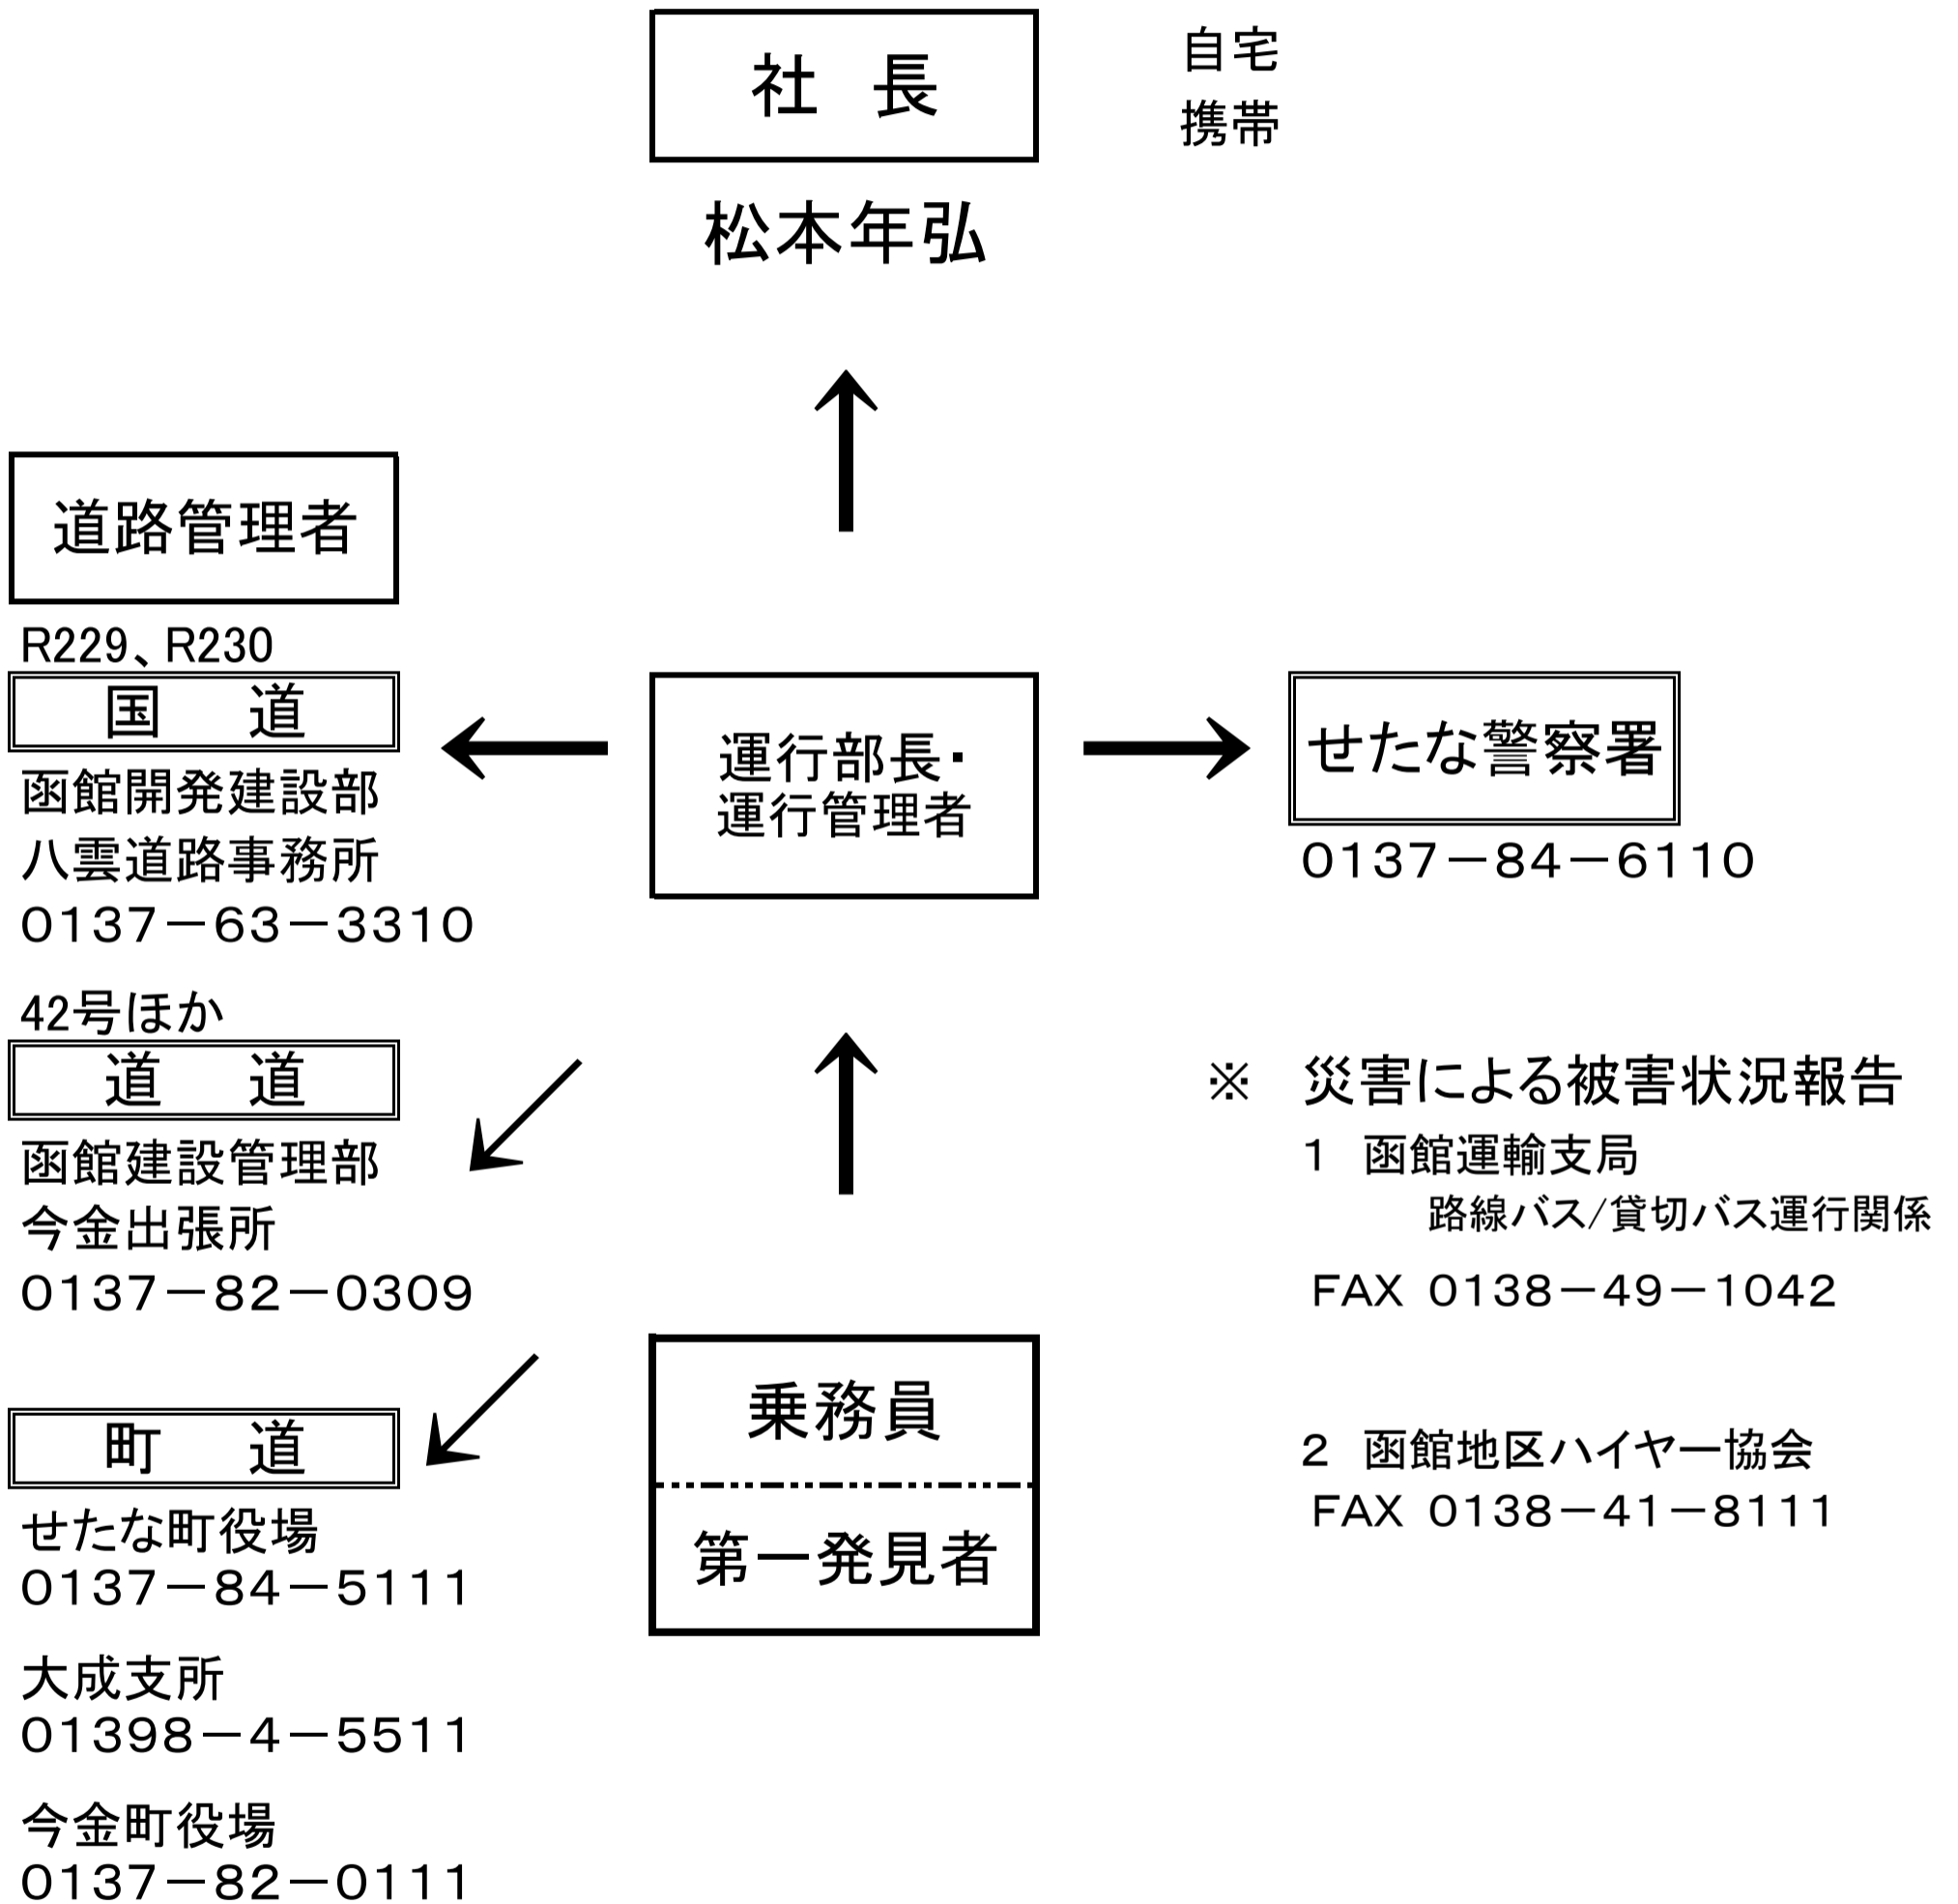 社　長
自宅
携帯
松本年弘
道路管理者
R229、R230
国　道
函館開発建設部
八雲道路事務所
0137－63－3310
運行部長・
運行管理者
せたな警察署
0137－84－6110
42号ほか
道　道
函館建設管理部
今金出張所
0137－82－0309
※　災害による被害状況報告
1　函館運輸支局
路線バス/貸切バス運行関係
FAX 0138－49－1042
2　函館地区ハイヤー協会
FAX 0138－41－8111
乗務員
第一発見者
町　道
せたな町役場
0137－84－5111
大成支所
01398－4－5511
今金町役場
0137－82－0111